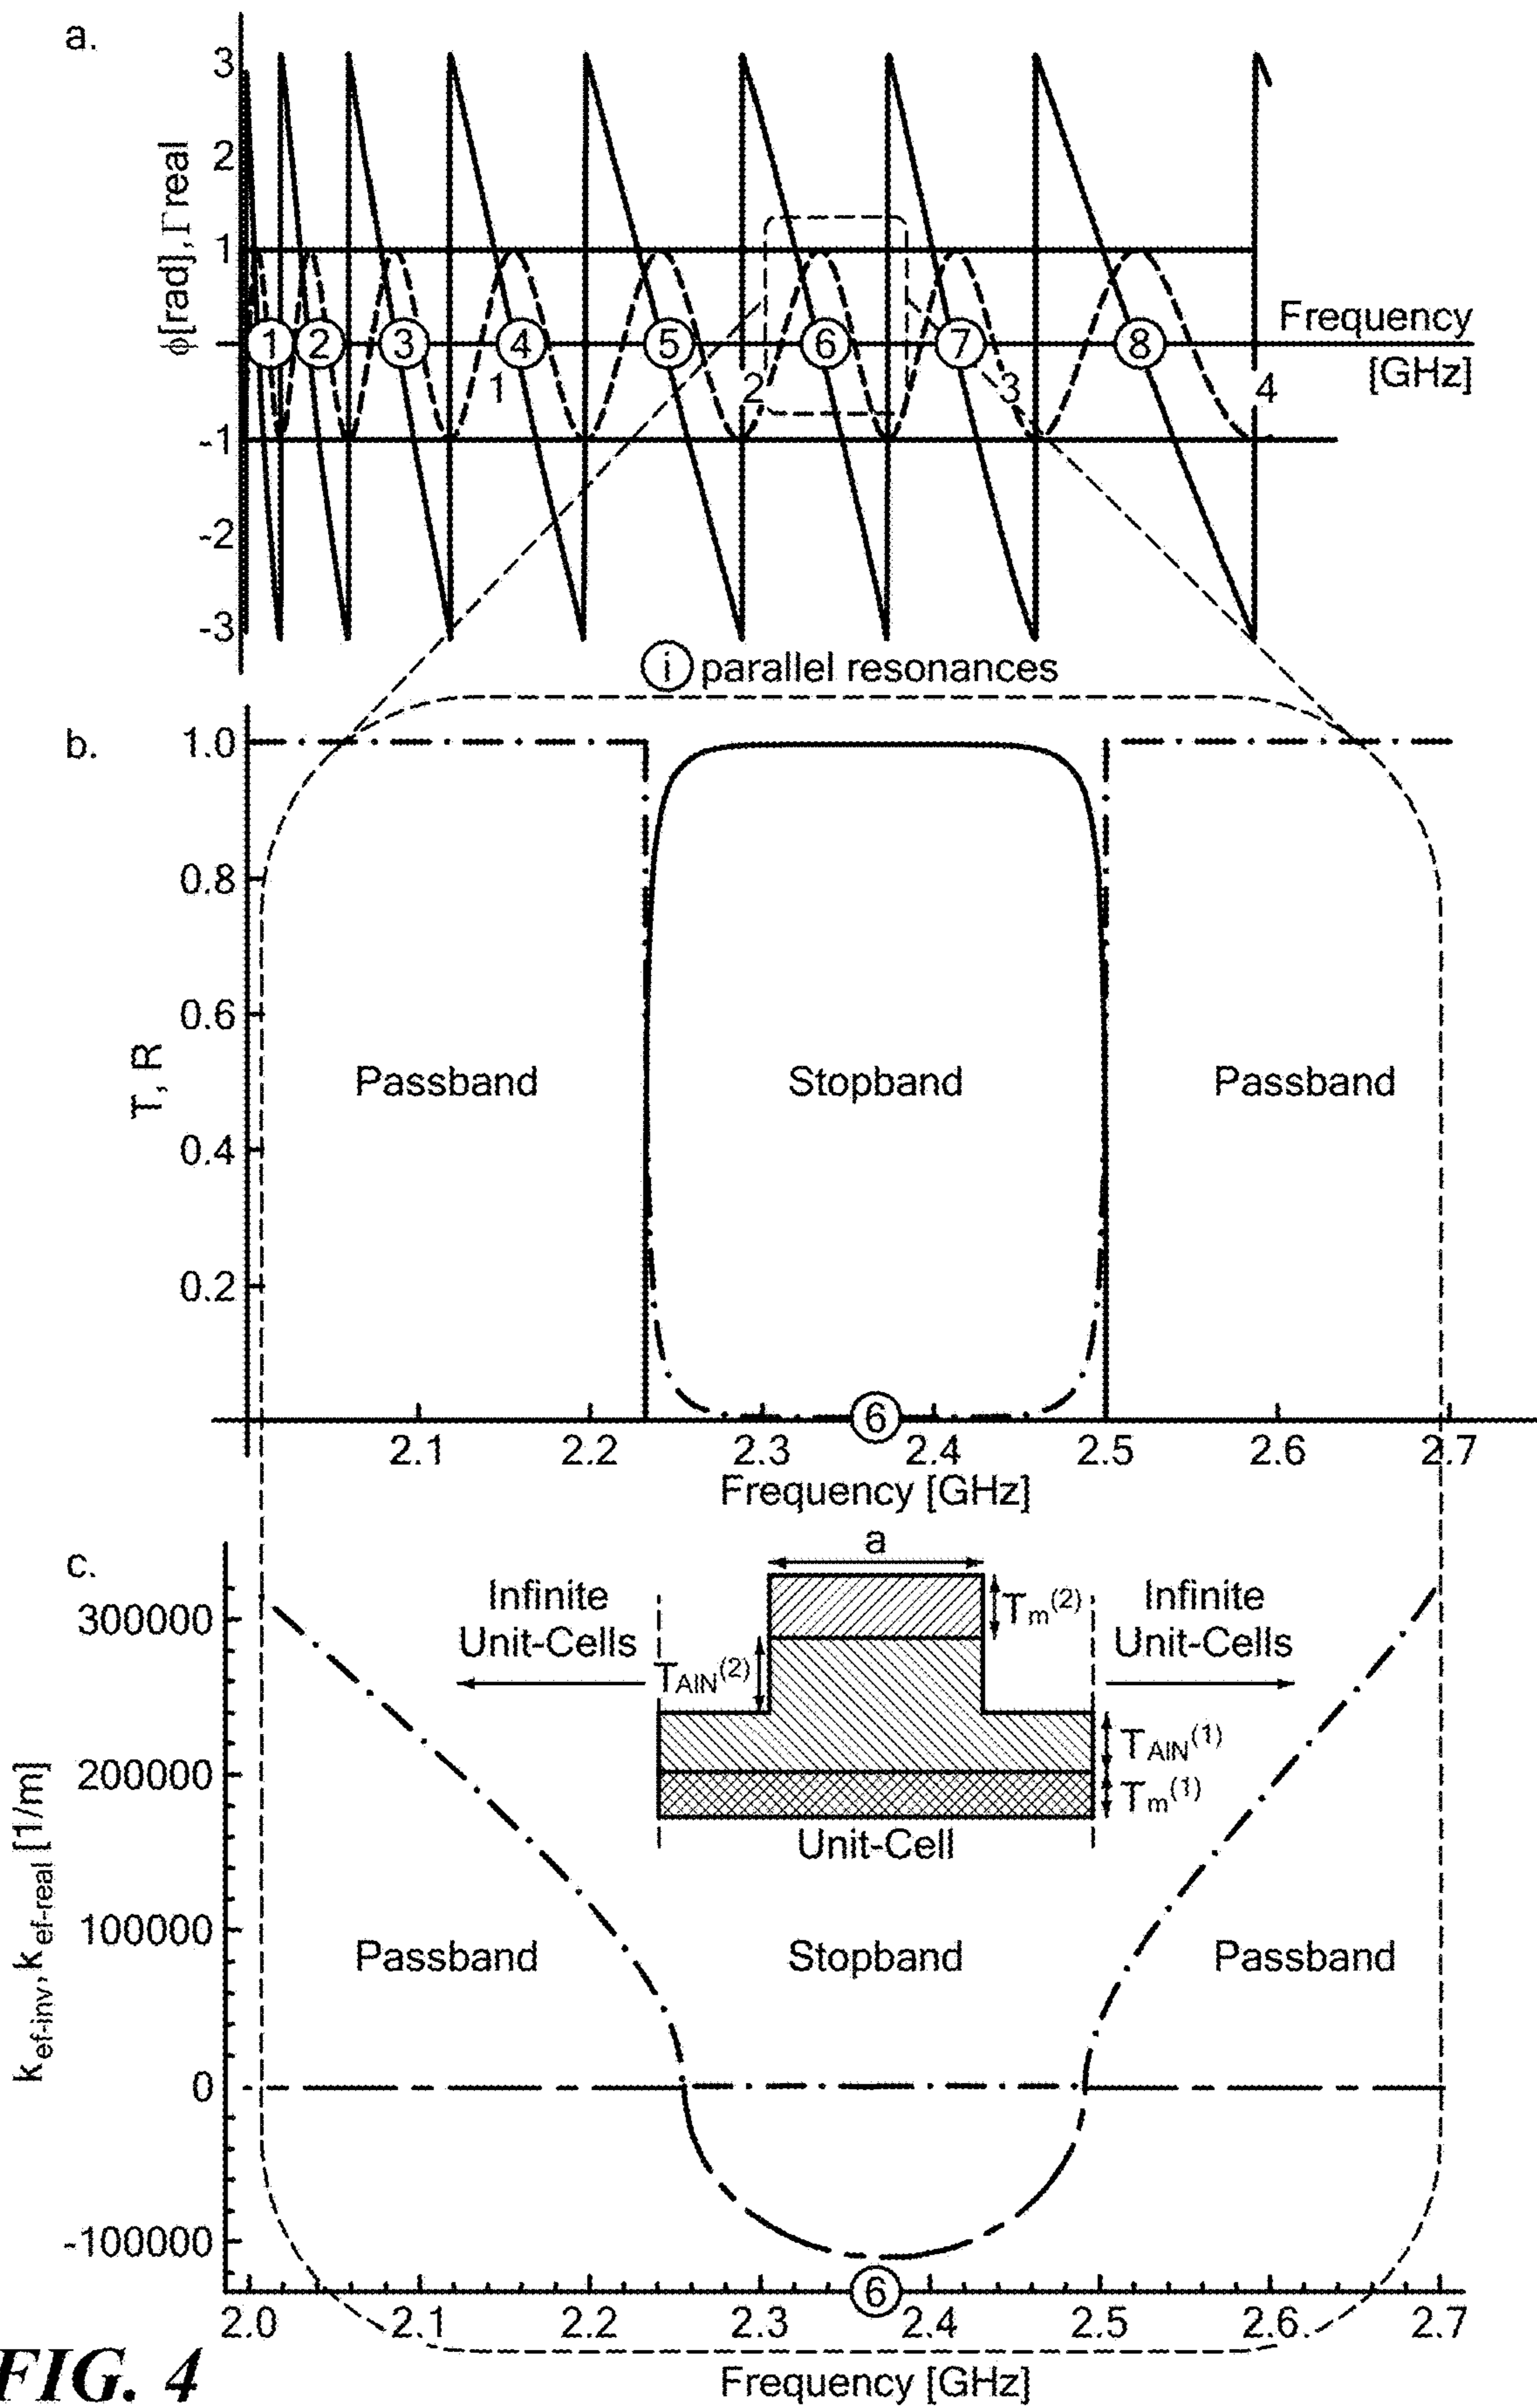 a.
3
2
1
-1
-2
-3
ϕ[rad],Γreal
1 2 3 4 5 6 7 8
1 2 3 4
Frequency
[GHz]
i parallel resonances
b.
1.0
0.8
0.6
0.4
0.2
T, R
Passband Stopband Passband
6
2.1 2.2 2.3 2.4 2.5 2.6 2.7
Frequency [GHz]
c.
300000
200000
100000
0
-100000
kef-inv, kef-real [1/m]
a
Infinite
Unit-Cells
Tm(2)
Infinite
Unit-Cells
TAIN(2)
TAIN(1)
Tm(1)
Unit-Cell
Passband Stopband Passband
6
2.0 2.1 2.2 2.3 2.4 2.5 2.6 2.7
Frequency [GHz]
FIG. 4